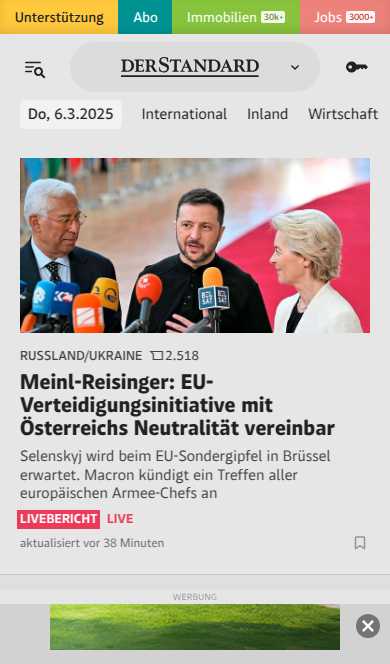 Unterstützung Abo Immobilien 30k+ Jobs 3000+
DERSTANDARD
Do, 6.3.2025 International Inland Wirtschaft
RUSSLAND/UKRAINE 2.518
Meinl-Reisinger: EU-
Verteidigungsinitiative mit
Österreichs Neutralität vereinbar
Selenskyj wird beim EU-Sondergipfel in Brüssel
erwartet. Macron kündigt ein Treffen aller
europäischen Armee-Chefs an
LIVEBERICHT LIVE
aktualisiert vor 38 Minuten
WERBUNG